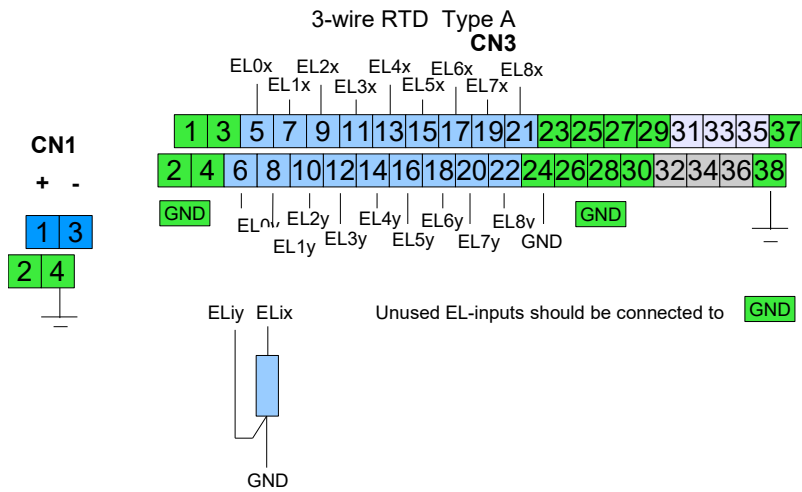 3-wire RTD Type A
CN3
EL0x EL2x EL4x EL6x EL8x
EL1x EL3x EL5x EL7x
1 3 5 7 9 11 13 15 17 19 21 23 25 27 29 31 33 35 37
CN1
2 4 6 8 10 12 14 16 18 20 22 24 26 28 30 32 34 36 38
+ -
GND
EL0y EL2y EL4y EL6y EL8y
GND
1 3
EL1y EL3y EL5y EL7y GND
2 4
ELiy ELix
Unused EL-inputs should be connected to GND
GND